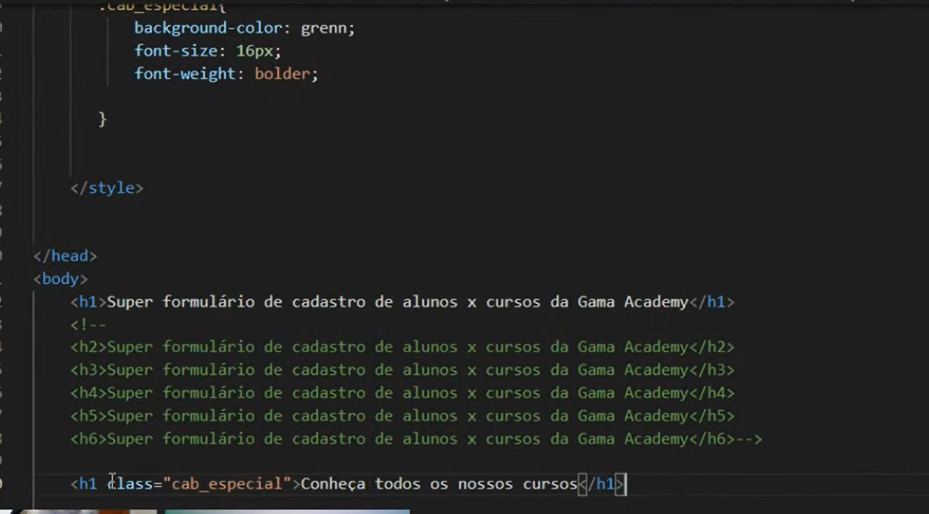 .cab_especial{
background-color: grenn;
font-size: 16px;
font-weight: bolder;
}
</style>
</head>
<body>
<h1>Super formulário de cadastro de alunos x cursos da Gama Academy</h1>
<!--
<h2>Super formulário de cadastro de alunos x cursos da Gama Academy</h2>
<h3>Super formulário de cadastro de alunos x cursos da Gama Academy</h3>
<h4>Super formulário de cadastro de alunos x cursos da Gama Academy</h4>
<h5>Super formulário de cadastro de alunos x cursos da Gama Academy</h5>
<h6>Super formulário de cadastro de alunos x cursos da Gama Academy</h6>-->
<h1 class="cab_especial">Conheça todos os nossos cursos</h1>